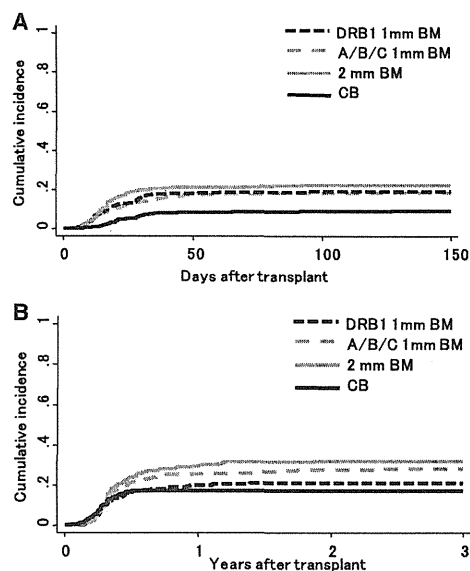 A
Cumulative incidence
1
.8
.6
.4
.2
0
DRB1 1mm BM
A/B/C 1mm BM
2 mm BM
CB
0 50 100 150
Days after transplant
B
Cumulative incidence
1
.8
.6
.4
.2
0
DRB1 1mm BM
A/B/C 1mm BM
2 mm BM
CB
0 1 2 3
Years after transplant